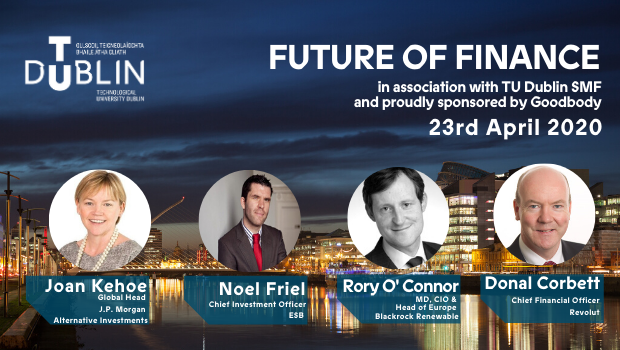 OLLSCOIL TEICNEOLAÍOCHTA
BHAILE ÁTHA CLIATH
TU
DUBLIN
TECHNOLOGICAL
UNIVERSITY DUBLIN
FUTURE OF FINANCE
in association with TU Dublin SMF
and proudly sponsored by Goodbody
23rd April 2020
Joan Kehoe
Global Head
J.P. Morgan
Alternative Investments
Noel Friel
Chief Investment Officer
ESB
Rory O' Connor
MD, CIO &
Head of Europe
Blackrock Renewable
Donal Corbett
Chief Financial Officer
Revolut